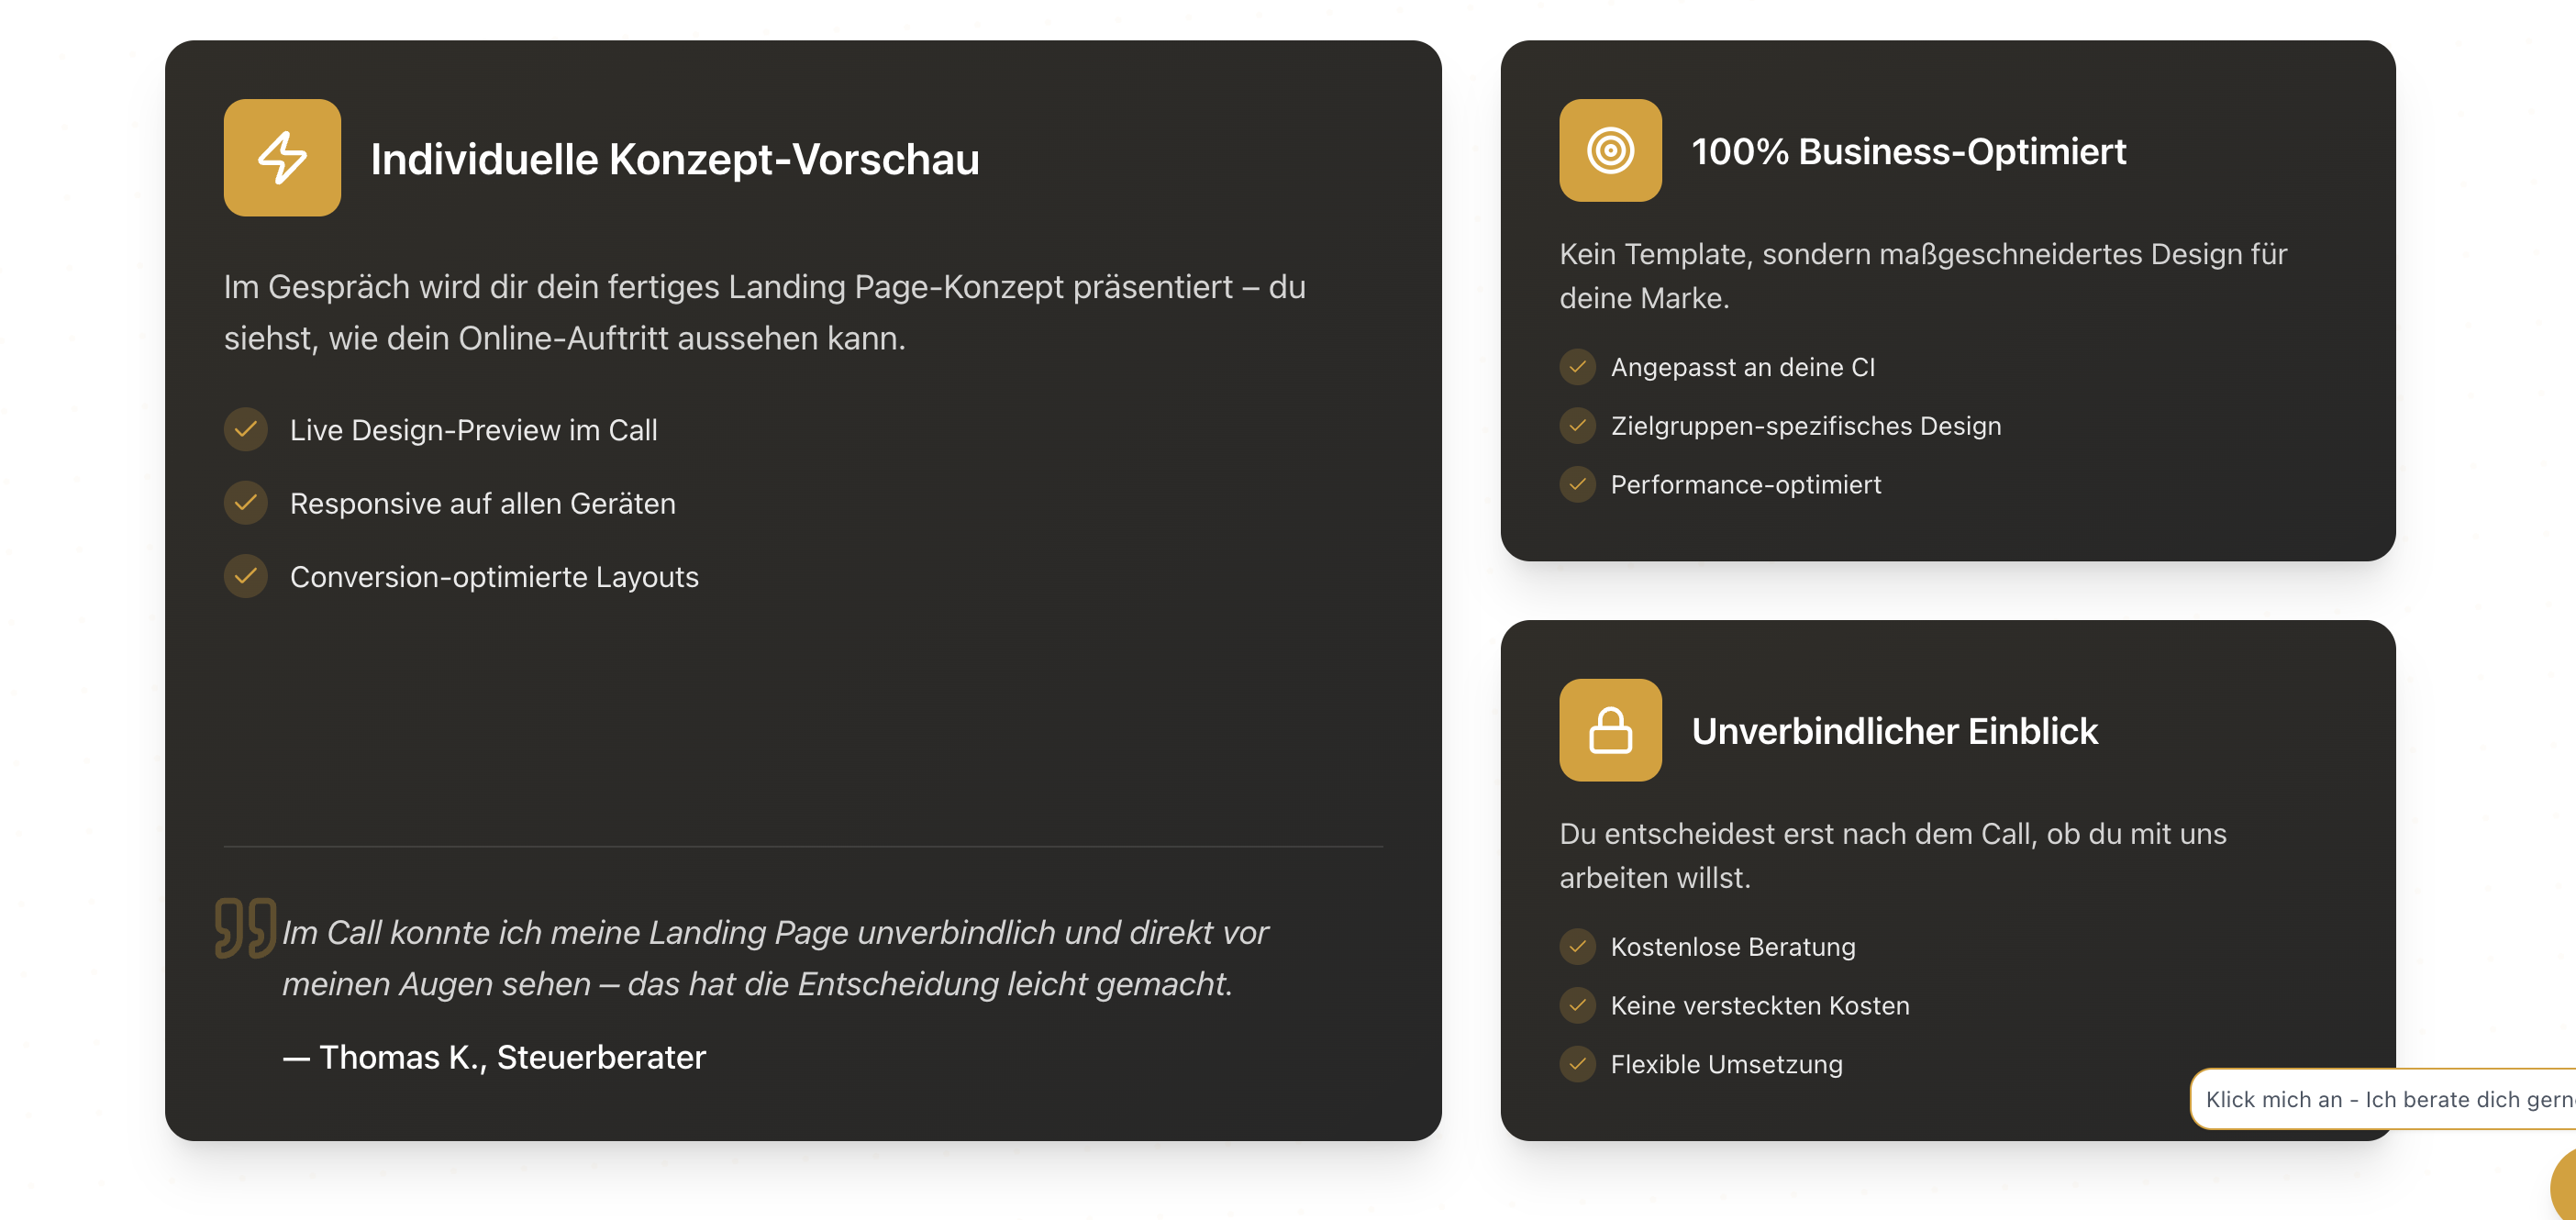 Individuelle Konzept-Vorschau
Im Gespräch wird dir dein fertiges Landing Page-Konzept präsentiert – du
siehst, wie dein Online-Auftritt aussehen kann.
Live Design-Preview im Call
Responsive auf allen Geräten
Conversion-optimierte Layouts
Im Call konnte ich meine Landing Page unverbindlich und direkt vor
meinen Augen sehen — das hat die Entscheidung leicht gemacht.
— Thomas K., Steuerberater
100% Business-Optimiert
Kein Template, sondern maßgeschneidertes Design für
deine Marke.
Angepasst an deine CI
Zielgruppen-spezifisches Design
Performance-optimiert
Unverbindlicher Einblick
Du entscheidest erst nach dem Call, ob du mit uns
arbeiten willst.
Kostenlose Beratung
Keine versteckten Kosten
Flexible Umsetzung
Klick mich an - Ich berate dich